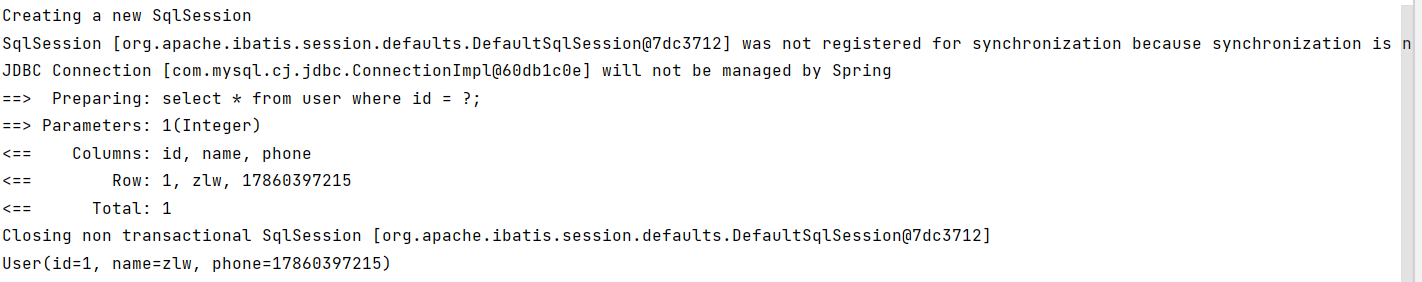 Creating a new SqlSession
SqlSession [org.apache.ibatis.session.defaults.DefaultSqlSession@7dc3712] was not registered for synchronization because synchronization is n
JDBC Connection [com.mysql.cj.jdbc.ConnectionImpl@60db1c0e] will not be managed by Spring
==>  Preparing: select * from user where id = ?;
==> Parameters: 1(Integer)
<==    Columns: id, name, phone
<==        Row: 1, zlw, 17860397215
<==      Total: 1
Closing non transactional SqlSession [org.apache.ibatis.session.defaults.DefaultSqlSession@7dc3712]
User(id=1, name=zlw, phone=17860397215)